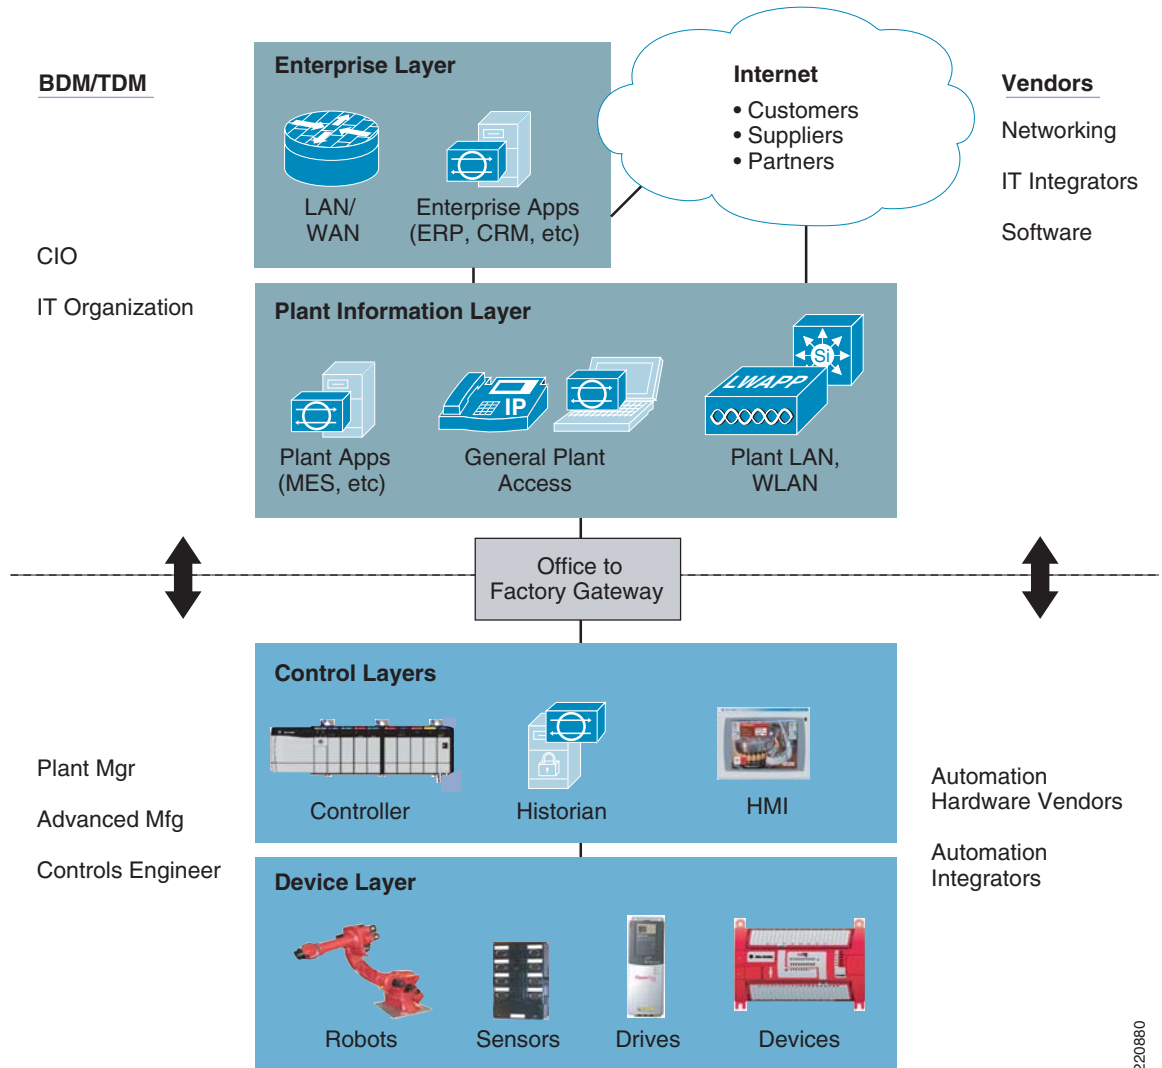 BDM/TDM
CIO
IT Organization
Enterprise Layer
LAN/
WAN
Enterprise Apps
(ERP, CRM, etc)
Internet
• Customers
• Suppliers
• Partners
Vendors
Networking
IT Integrators
Software
Plant Information Layer
Plant Apps
(MES, etc)
IP
General Plant
Access
Si
LWAPP
Plant LAN,
WLAN
Office to
Factory Gateway
Plant Mgr
Advanced Mfg
Controls Engineer
Control Layers
Controller
Historian
HMI
Automation
Hardware Vendors
Automation
Integrators
Device Layer
Robots
Sensors
Drives
Devices
220880